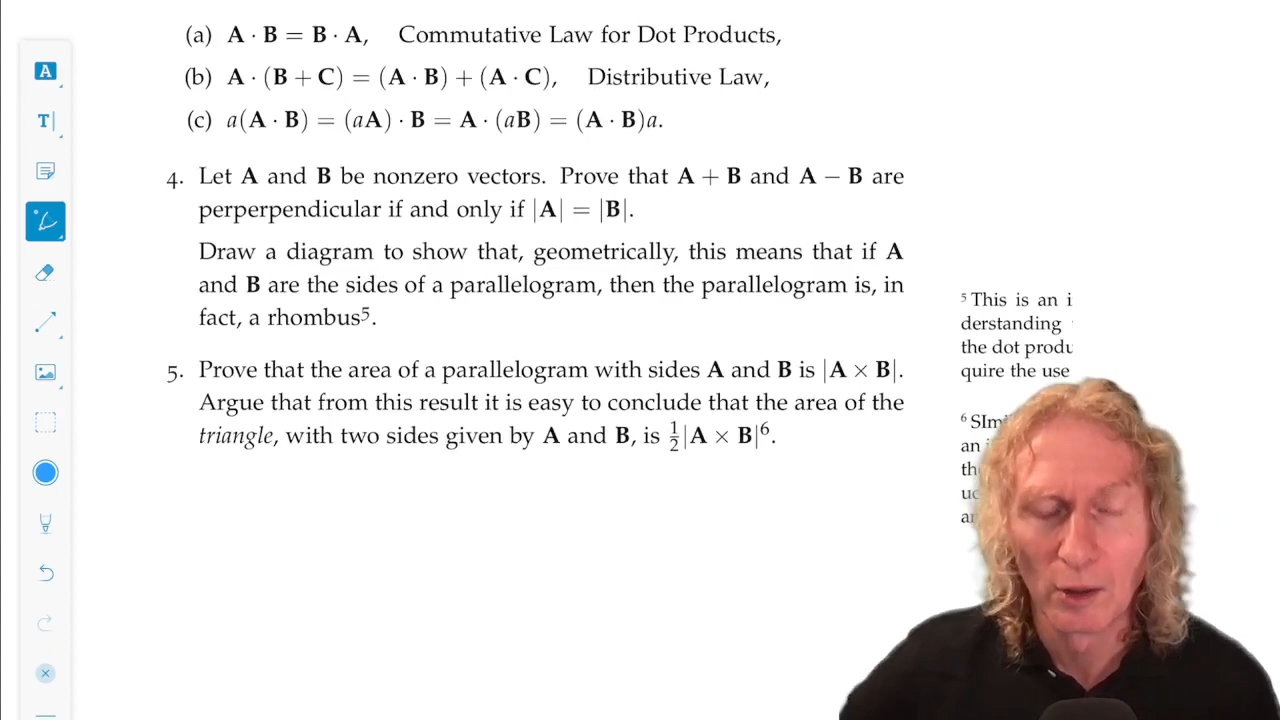 (a) A · B = B · A, Commutative Law for Dot Products,
(b) A · (B + C) = (A · B) + (A · C), Distributive Law,
(c) a(A · B) = (aA) · B = A · (aB) = (A · B)a.
4. Let A and B be nonzero vectors. Prove that A + B and A − B are
perperpendicular if and only if |A| = |B|.
Draw a diagram to show that, geometrically, this means that if A
and B are the sides of a parallelogram, then the parallelogram is, in
fact, a rhombus⁵.
5. Prove that the area of a parallelogram with sides A and B is |A × B|.
Argue that from this result it is easy to conclude that the area of the
triangle, with two sides given by A and B, is ½|A × B|⁶.
⁵ This is an i
derstanding
the dot produ
quire the use
⁶ SIm
an
th
uc
A
T